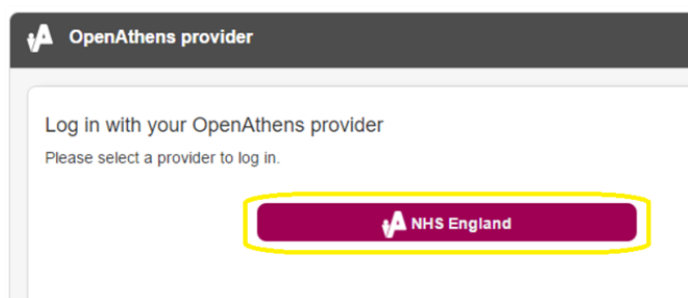 OpenAthens provider
Log in with your OpenAthens provider
Please select a provider to log in.
NHS England